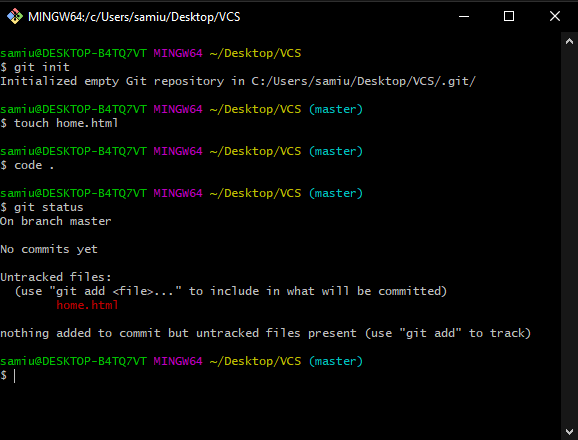 MINGW64:/c/Users/samiu/Desktop/VCS
samiu@DESKTOP-B4TQ7VT MINGW64 ~/Desktop/VCS
$ git init
Initialized empty Git repository in C:/Users/samiu/Desktop/VCS/.git/
samiu@DESKTOP-B4TQ7VT MINGW64 ~/Desktop/VCS (master)
$ touch home.html
samiu@DESKTOP-B4TQ7VT MINGW64 ~/Desktop/VCS (master)
$ code .
samiu@DESKTOP-B4TQ7VT MINGW64 ~/Desktop/VCS (master)
$ git status
On branch master
No commits yet
Untracked files:
  (use "git add <file>..." to include in what will be committed)
        home.html
nothing added to commit but untracked files present (use "git add" to track)
samiu@DESKTOP-B4TQ7VT MINGW64 ~/Desktop/VCS (master)
$